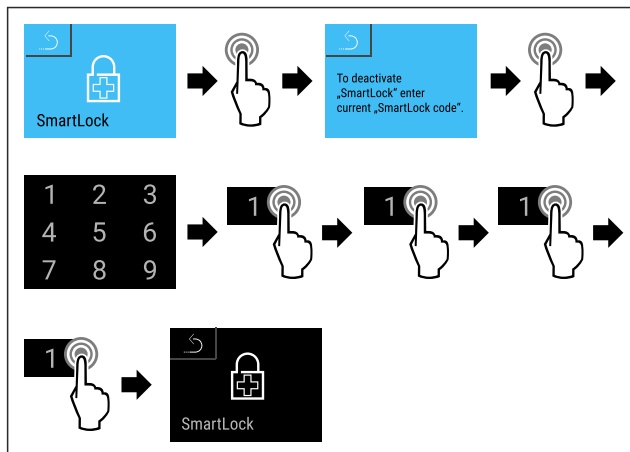 SmartLock
To deactivate
„SmartLock” enter
current „SmartLock code”.
1 2 3
4 5 6
7 8 9
1
1
1
1
SmartLock